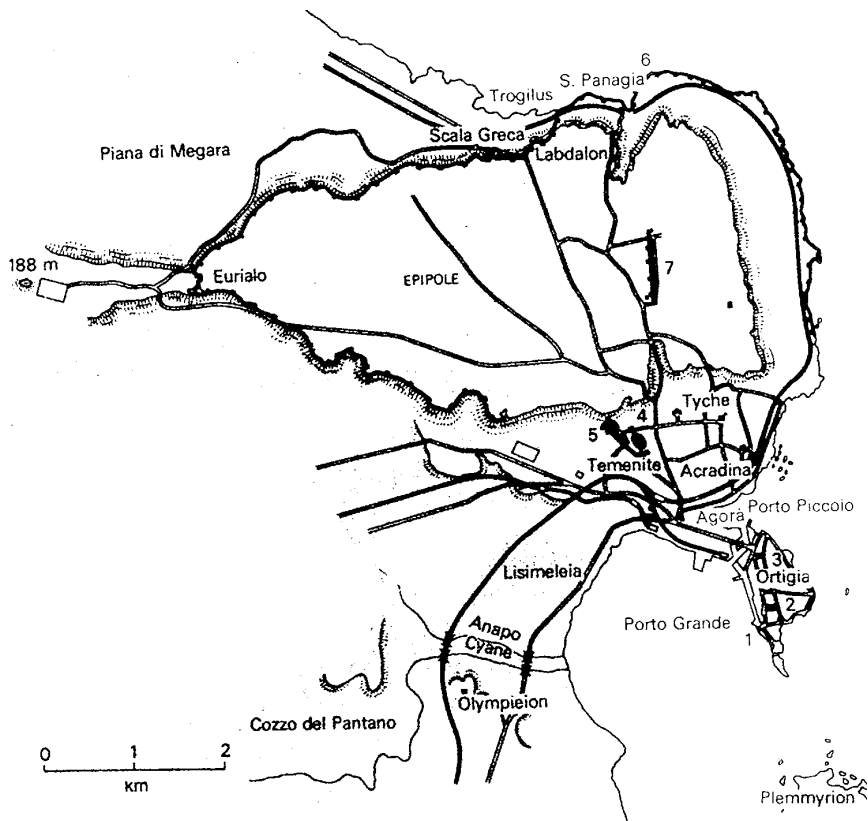 6
S. Panagia
Trogilus
Scala Greca
Labdalon
Piana di Megara
188 m
Eurialo
EPIPOLE
7
Tyche
4
5
Temenite
Acradina
Agorà
Porto Piccolo
3
Ortigia
2
1
Lisimeleia
Porto Grande
Anapo
Cyane
Olympieion
Cozzo del Pantano
0 1 2
km
Plemmyrion